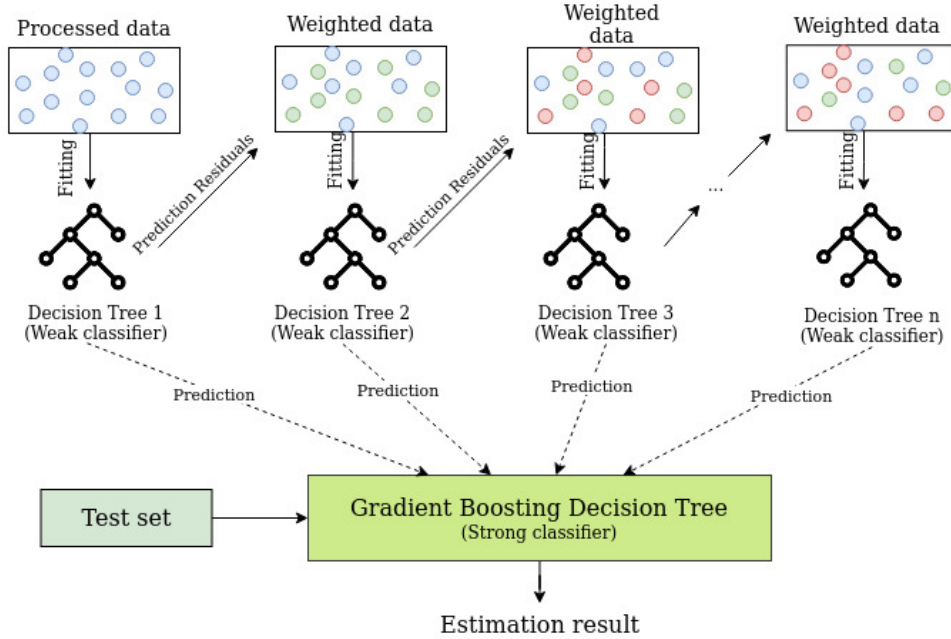 Processed data
Weighted data
Weighted
data
Weighted data
Fitting
Prediction Residuals
Fitting
Prediction Residuals
Fitting
...
Fitting
Decision Tree 1
(Weak classifier)
Decision Tree 2
(Weak classifier)
Decision Tree 3
(Weak classifier)
Decision Tree n
(Weak classifier)
Prediction
Prediction
Prediction
Prediction
Test set
Gradient Boosting Decision Tree
(Strong classifier)
Estimation result